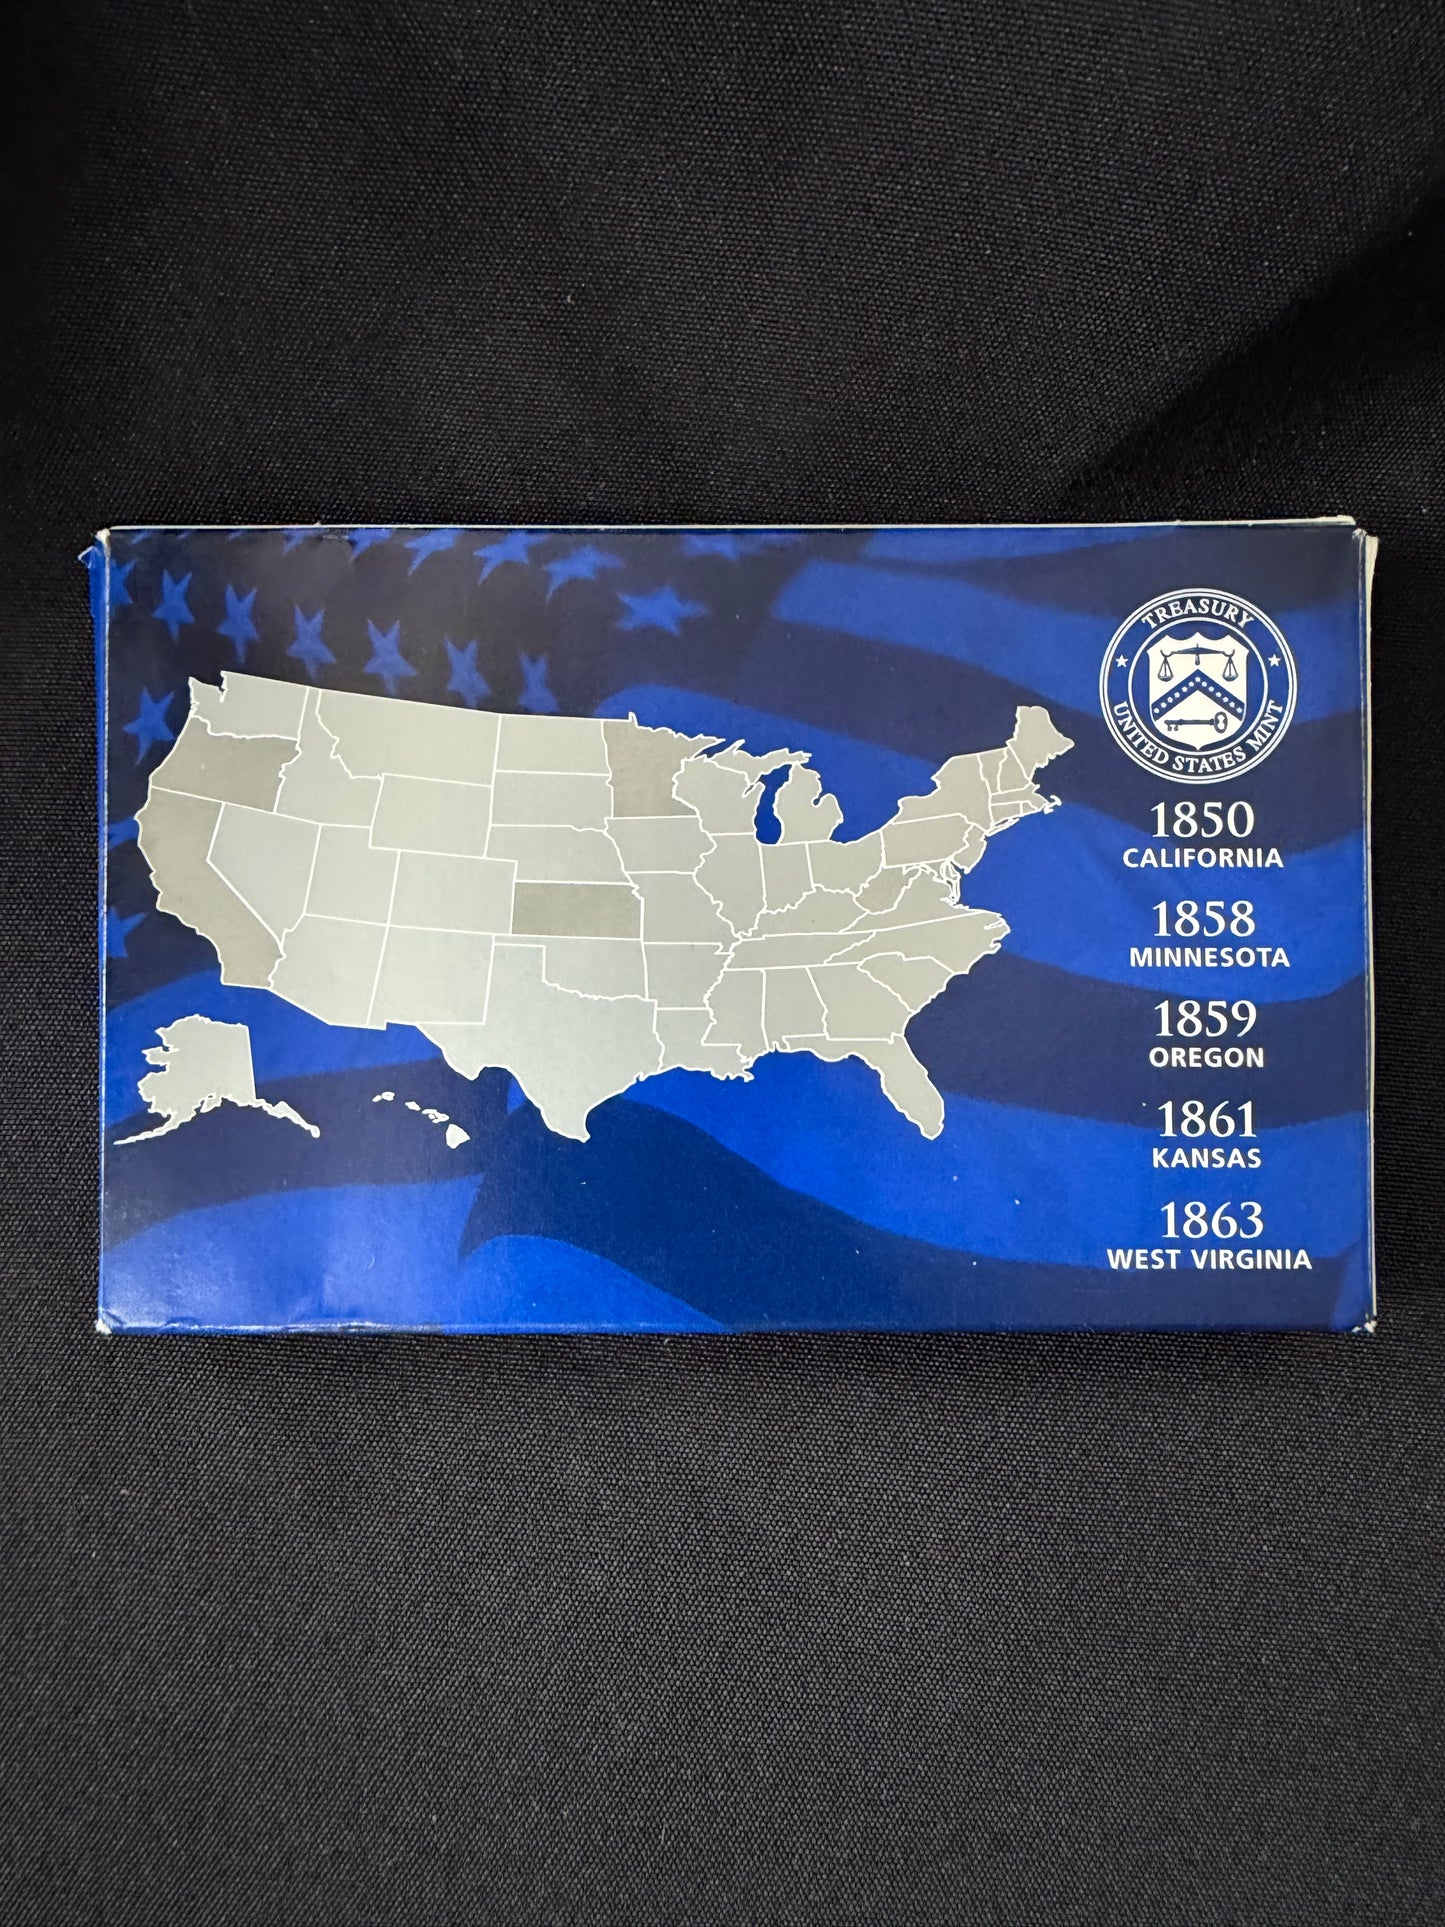 TREASURY
UNITED STATES MINT
1850
CALIFORNIA
1858
MINNESOTA
1859
OREGON
1861
KANSAS
1863
WEST VIRGINIA